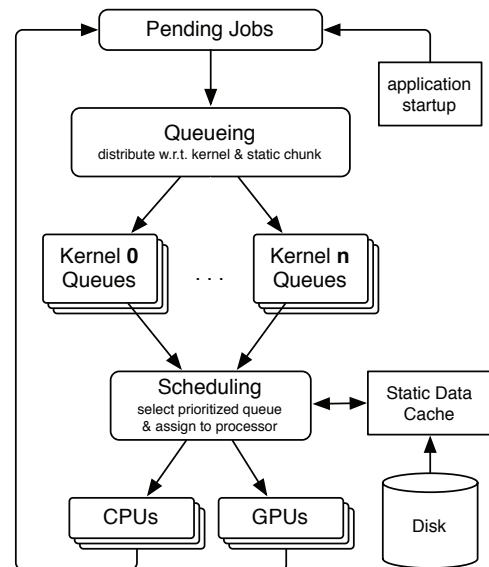 Pending Jobs
application
startup
Queueing
distribute w.r.t. kernel & static chunk
Kernel 0
Queues
. . .
Kernel n
Queues
Scheduling
select prioritized queue
& assign to processor
Static Data
Cache
CPUs
GPUs
Disk